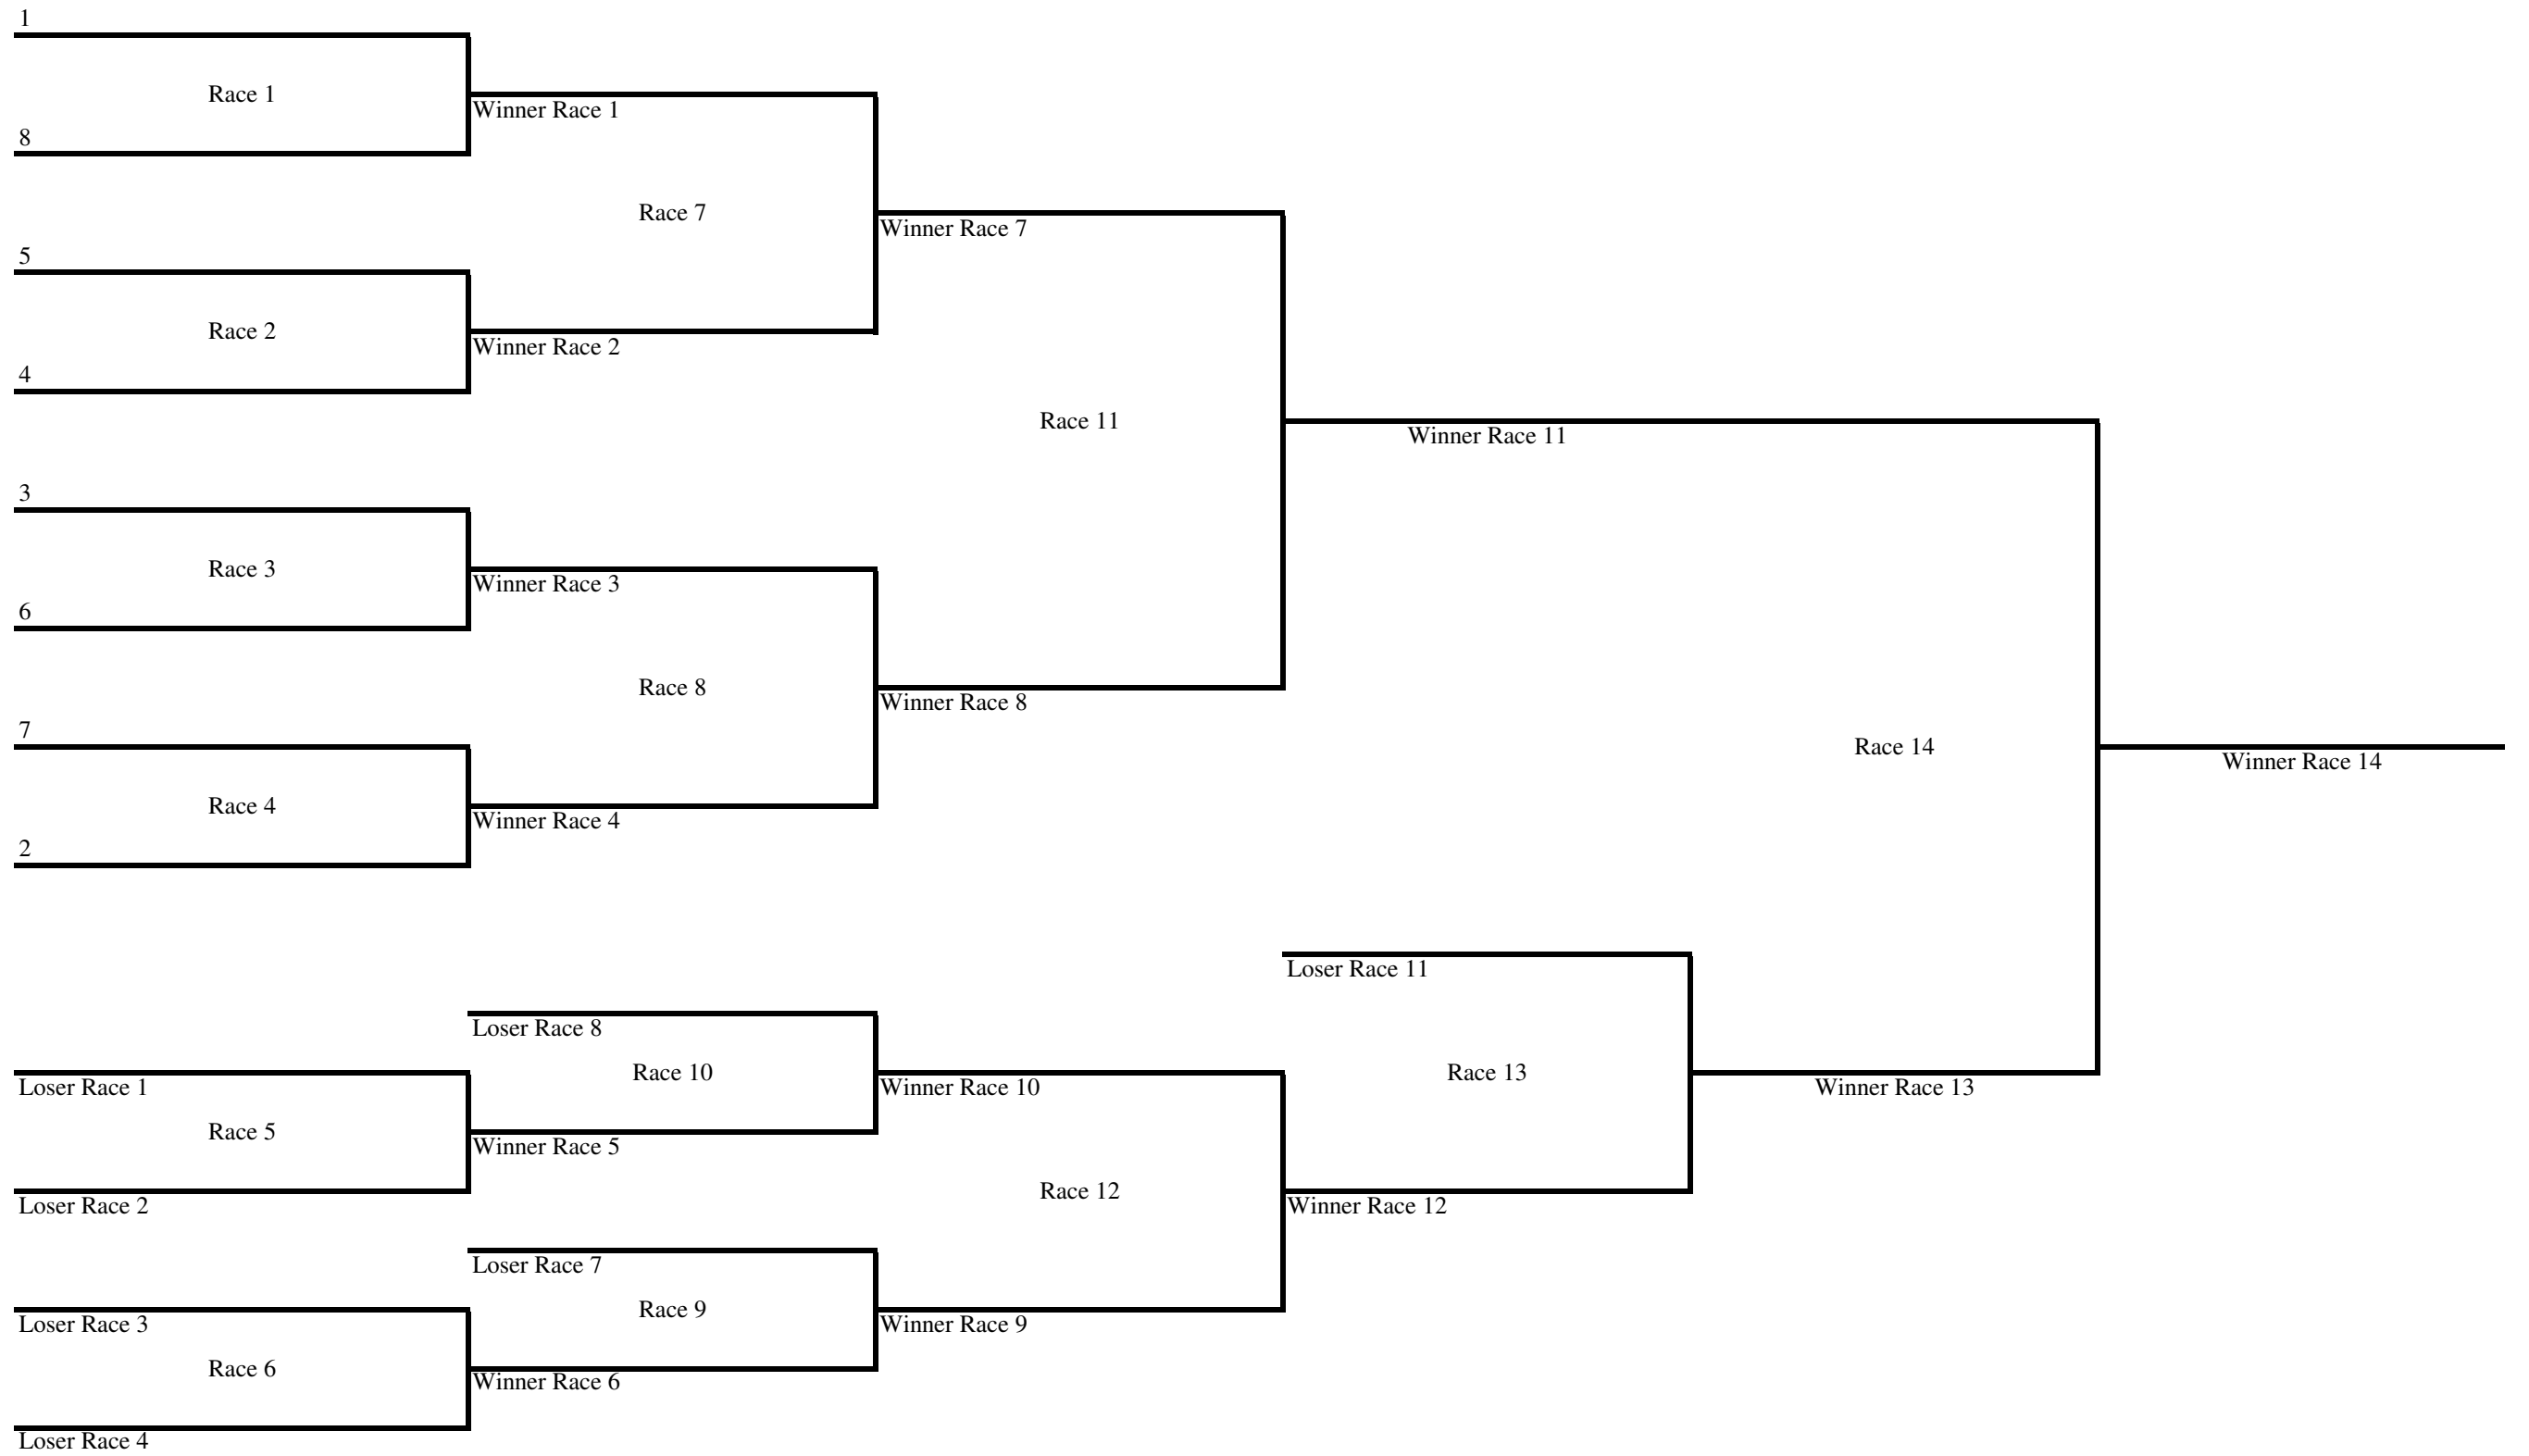 1
Race 1
Winner Race 1
8
Race 7
Winner Race 7
5
Race 2
Winner Race 2
4
Race 11
Winner Race 11
3
Race 3
Winner Race 3
6
Race 8
Winner Race 8
7
Race 14
Winner Race 14
Race 4
Winner Race 4
2
Loser Race 11
Loser Race 8
Race 10
Race 13
Loser Race 1
Winner Race 10
Winner Race 13
Race 5
Winner Race 5
Race 12
Loser Race 2
Winner Race 12
Loser Race 7
Race 9
Loser Race 3
Winner Race 9
Race 6
Winner Race 6
Loser Race 4